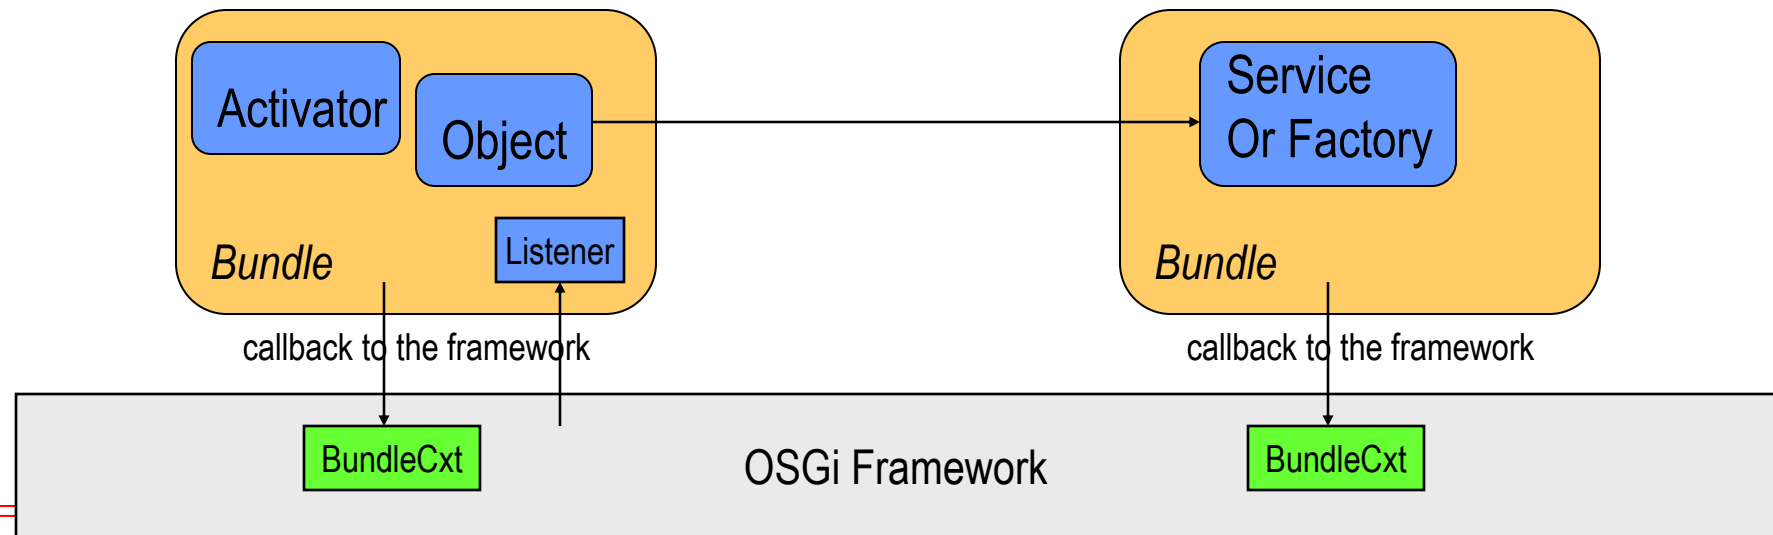 Activator
Object
Service
Or Factory
Bundle
Listener
Bundle
callback to the framework
callback to the framework
BundleCxt
OSGi Framework
BundleCxt